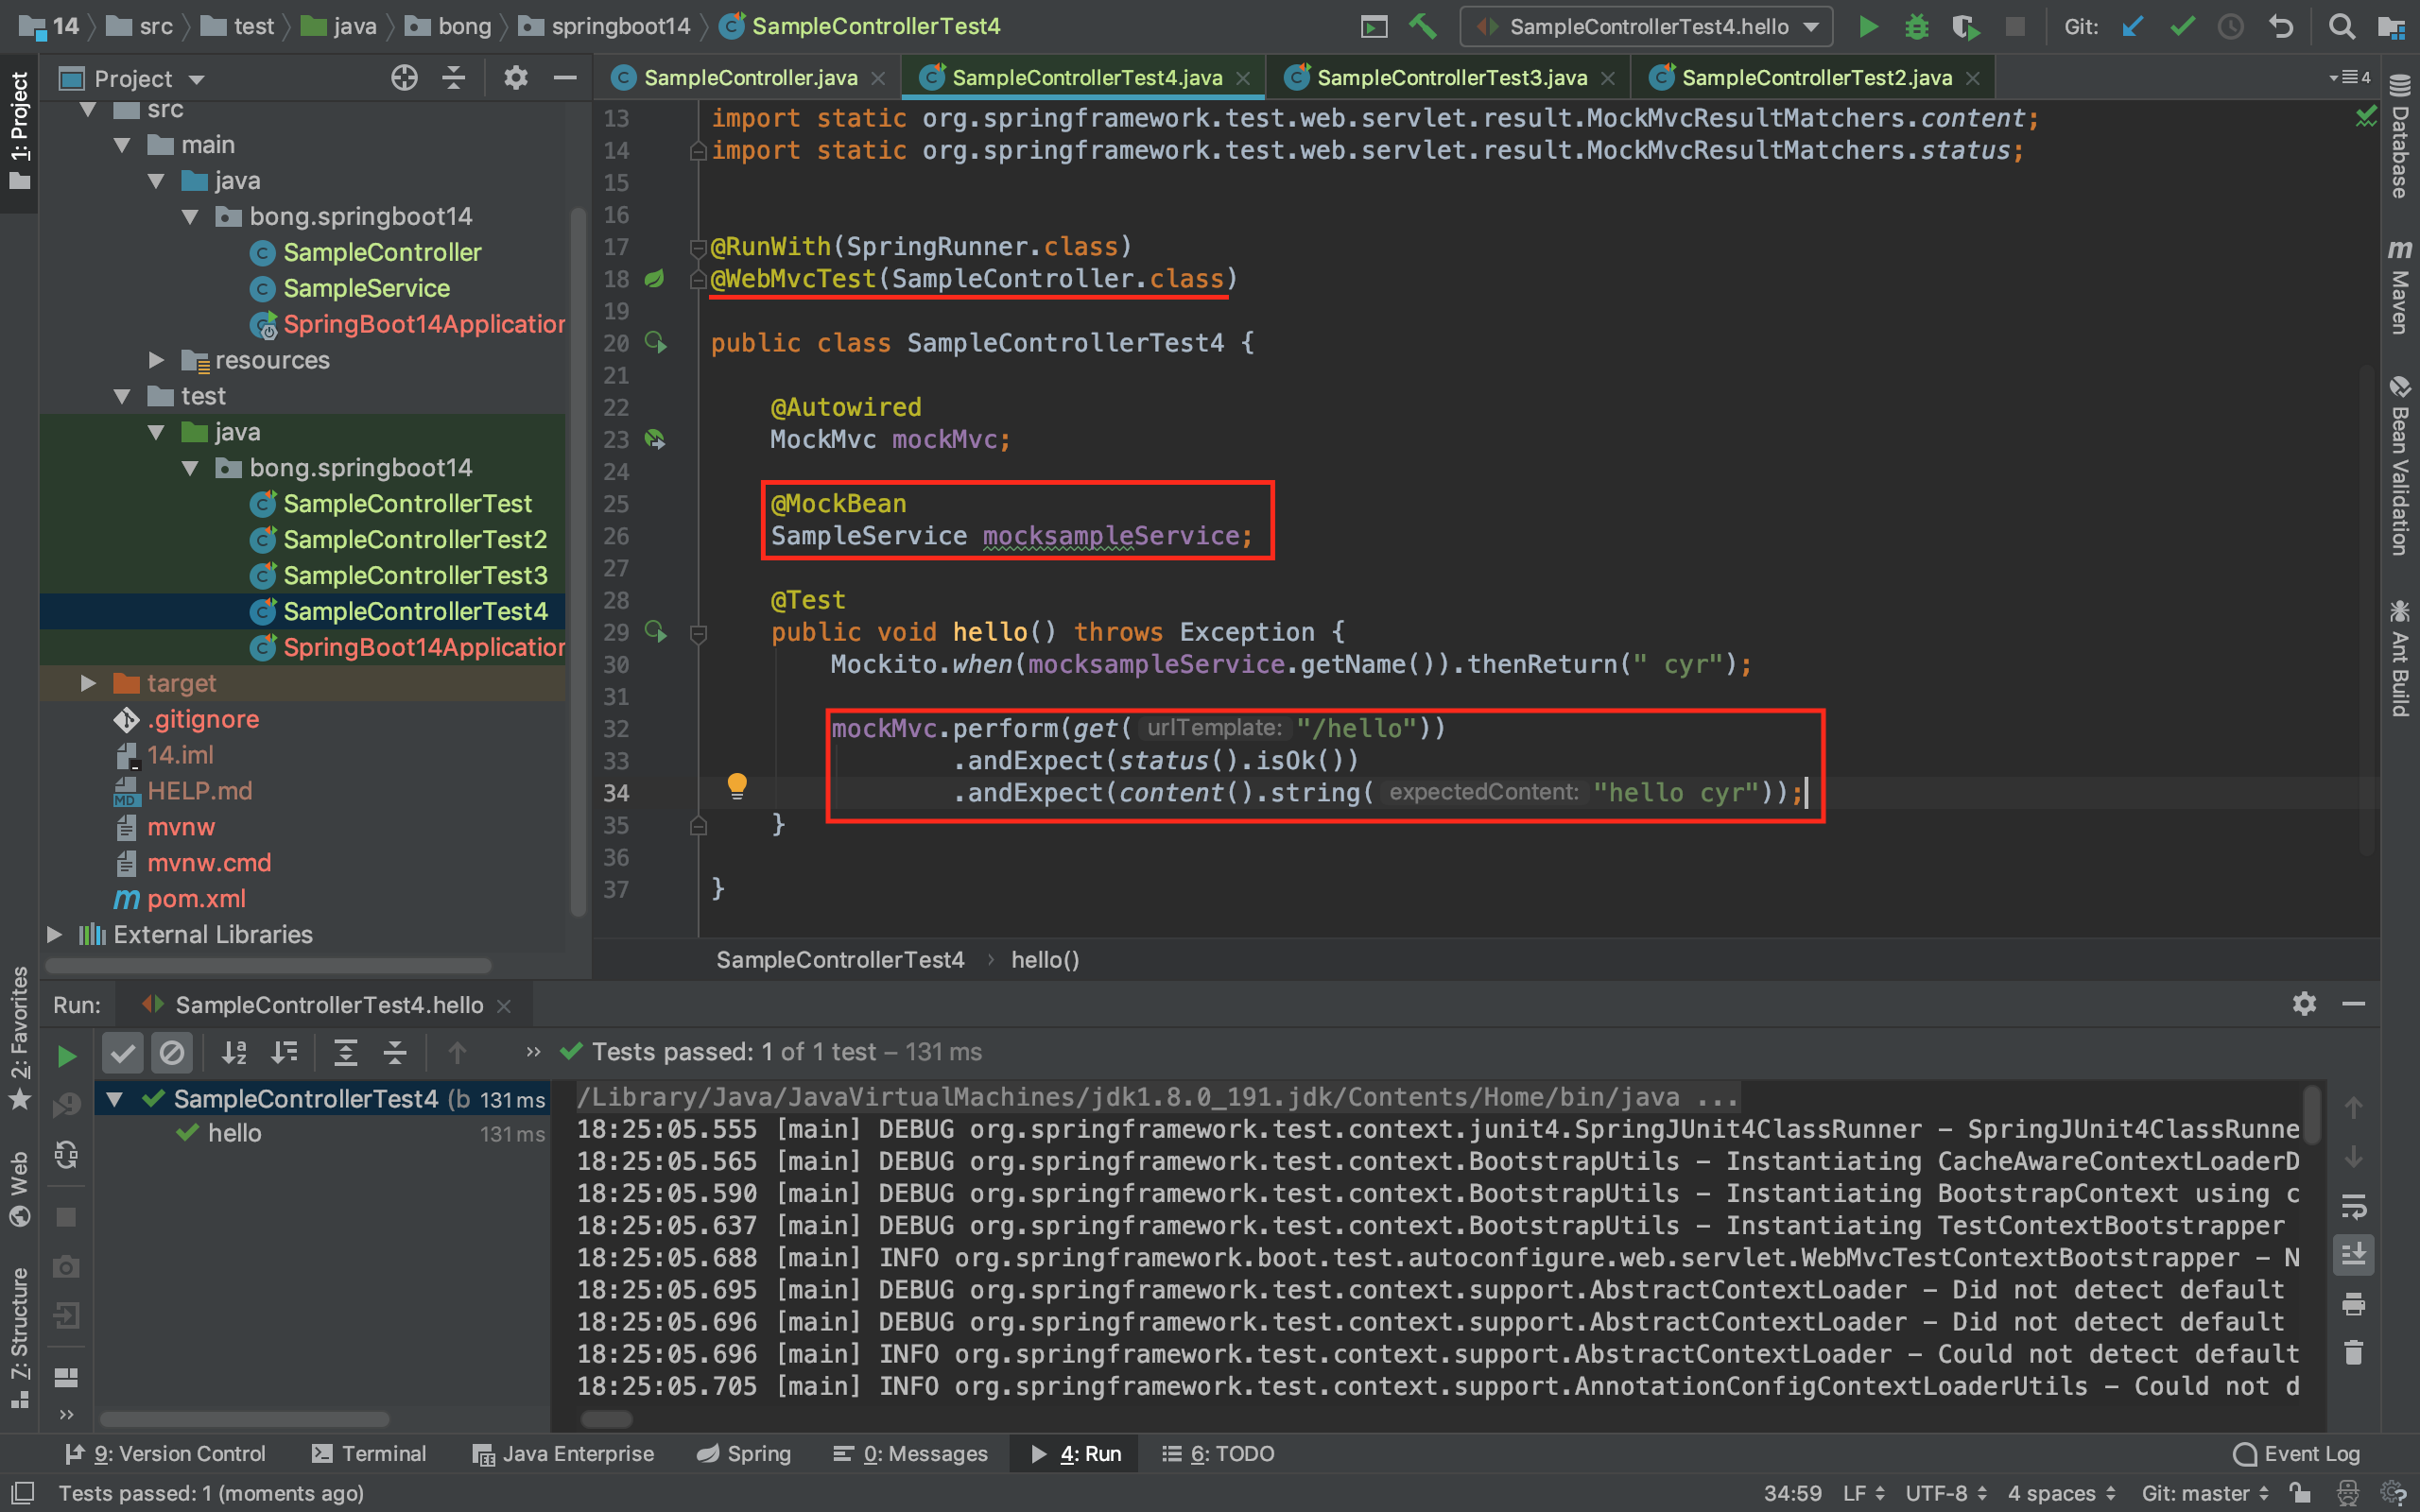 14 src test java bong springboot14 SampleControllerTest4
SampleControllerTest4.hello Git:
1: Project
Project
SampleController.java SampleControllerTest4.java SampleControllerTest3.java SampleControllerTest2.java 4
src
main
java
bong.springboot14
SampleController
SampleService
SpringBoot14Application
resources
test
java
bong.springboot14
SampleControllerTest
SampleControllerTest2
SampleControllerTest3
SampleControllerTest4
SpringBoot14Application
target
.gitignore
14.iml
HELP.md
mvnw
mvnw.cmd
pom.xml
External Libraries
13 import static org.springframework.test.web.servlet.result.MockMvcResultMatchers.content;
14 import static org.springframework.test.web.servlet.result.MockMvcResultMatchers.status;
15
16
17 @RunWith(SpringRunner.class)
18 @WebMvcTest(SampleController.class)
19
20 public class SampleControllerTest4 {
21
22 @Autowired
23 MockMvc mockMvc;
24
25 @MockBean
26 SampleService mocksampleService;
27
28 @Test
29 public void hello() throws Exception {
30 Mockito.when(mocksampleService.getName()).thenReturn(" cyr");
31
32 mockMvc.perform(get( urlTemplate: "/hello"))
33 .andExpect(status().isOk())
34 .andExpect(content().string( expectedContent: "hello cyr"));
35 }
36
37 }
SampleControllerTest4 hello()
Database
Maven
Bean Validation
Ant Build
2: Favorites
Web
Z: Structure
Run: SampleControllerTest4.hello
Tests passed: 1 of 1 test – 131 ms
SampleControllerTest4 (b 131 ms
hello 131 ms
/Library/Java/JavaVirtualMachines/jdk1.8.0_191.jdk/Contents/Home/bin/java ...
18:25:05.555 [main] DEBUG org.springframework.test.context.junit4.SpringJUnit4ClassRunner - SpringJUnit4ClassRunne
18:25:05.565 [main] DEBUG org.springframework.test.context.BootstrapUtils - Instantiating CacheAwareContextLoaderD
18:25:05.590 [main] DEBUG org.springframework.test.context.BootstrapUtils - Instantiating BootstrapContext using c
18:25:05.637 [main] DEBUG org.springframework.test.context.BootstrapUtils - Instantiating TestContextBootstrapper
18:25:05.688 [main] INFO org.springframework.boot.test.autoconfigure.web.servlet.WebMvcTestContextBootstrapper - N
18:25:05.695 [main] DEBUG org.springframework.test.context.support.AbstractContextLoader - Did not detect default
18:25:05.696 [main] DEBUG org.springframework.test.context.support.AbstractContextLoader - Did not detect default
18:25:05.696 [main] INFO org.springframework.test.context.support.AbstractContextLoader - Could not detect default
18:25:05.705 [main] INFO org.springframework.test.context.support.AnnotationConfigContextLoaderUtils - Could not d
9: Version Control Terminal Java Enterprise Spring 0: Messages 4: Run 6: TODO Event Log
Tests passed: 1 (moments ago) 34:59 LF UTF-8 4 spaces Git: master